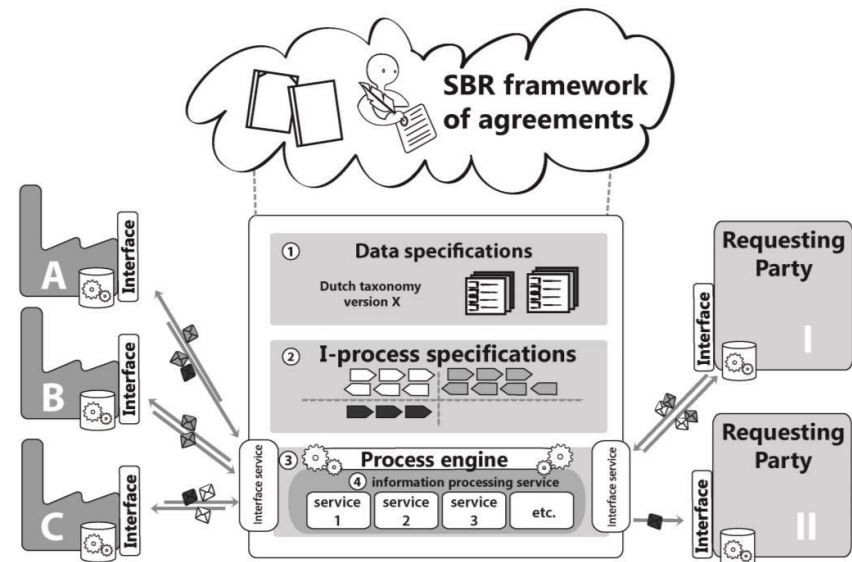 SBR framework
of agreements
A
Interface
B
Interface
C
Interface
1
Data specifications
Dutch taxonomy
version X
2
I-process specifications
3
Process engine
4
information processing service
service
1
service
2
service
3
etc.
Interface service
Interface service
Requesting
Party
I
Interface
Requesting
Party
II
Interface